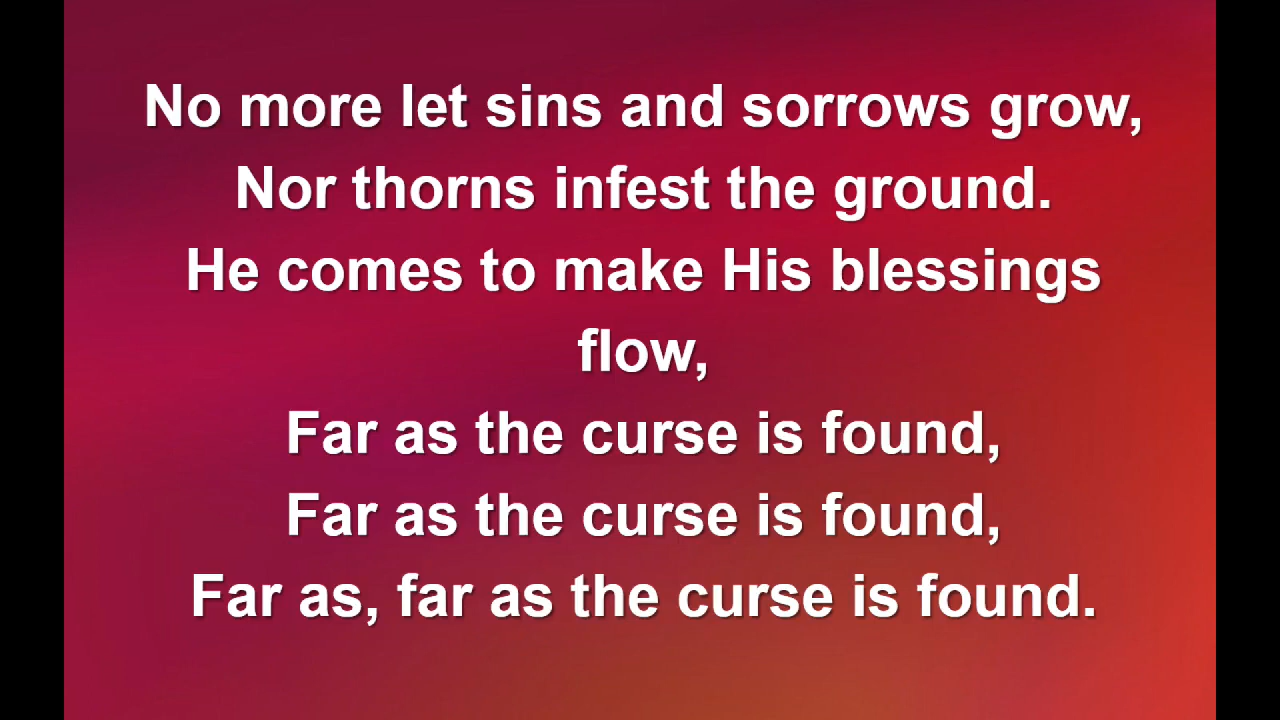 No more let sins and sorrows grow,
Nor thorns infest the ground.
He comes to make His blessings
flow,
Far as the curse is found,
Far as the curse is found,
Far as, far as the curse is found.